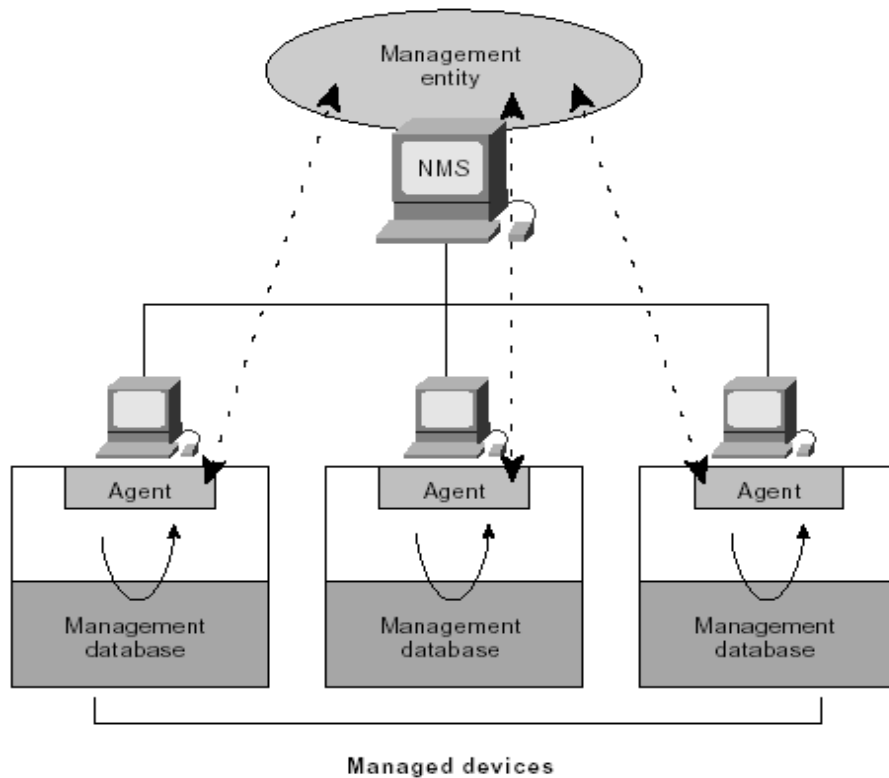 Management
entity
NMS
Agent
Agent
Agent
Management
database
Management
database
Management
database
Managed devices